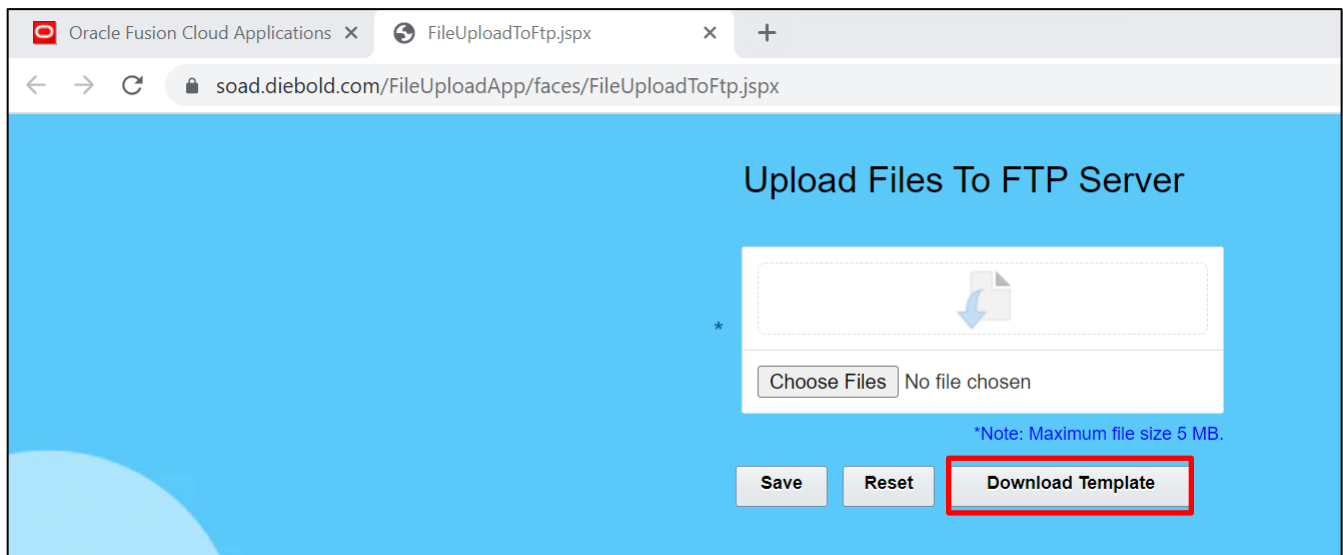 Oracle Fusion Cloud Applications
FileUploadToFtp.jspx
soad.diebold.com/FileUploadApp/faces/FileUploadToFtp.jspx
Upload Files To FTP Server
*
Choose Files No file chosen
*Note: Maximum file size 5 MB.
Save Reset Download Template